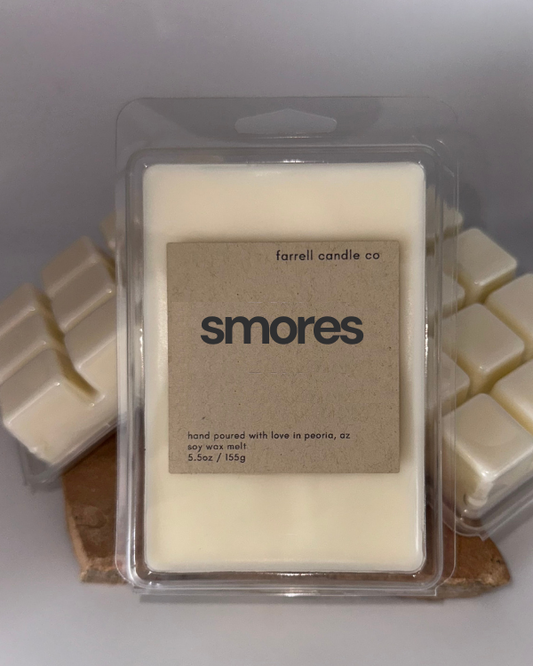 farrell candle co
smores
hand poured with love in peoria, az
soy wax melt
5.5oz / 155g